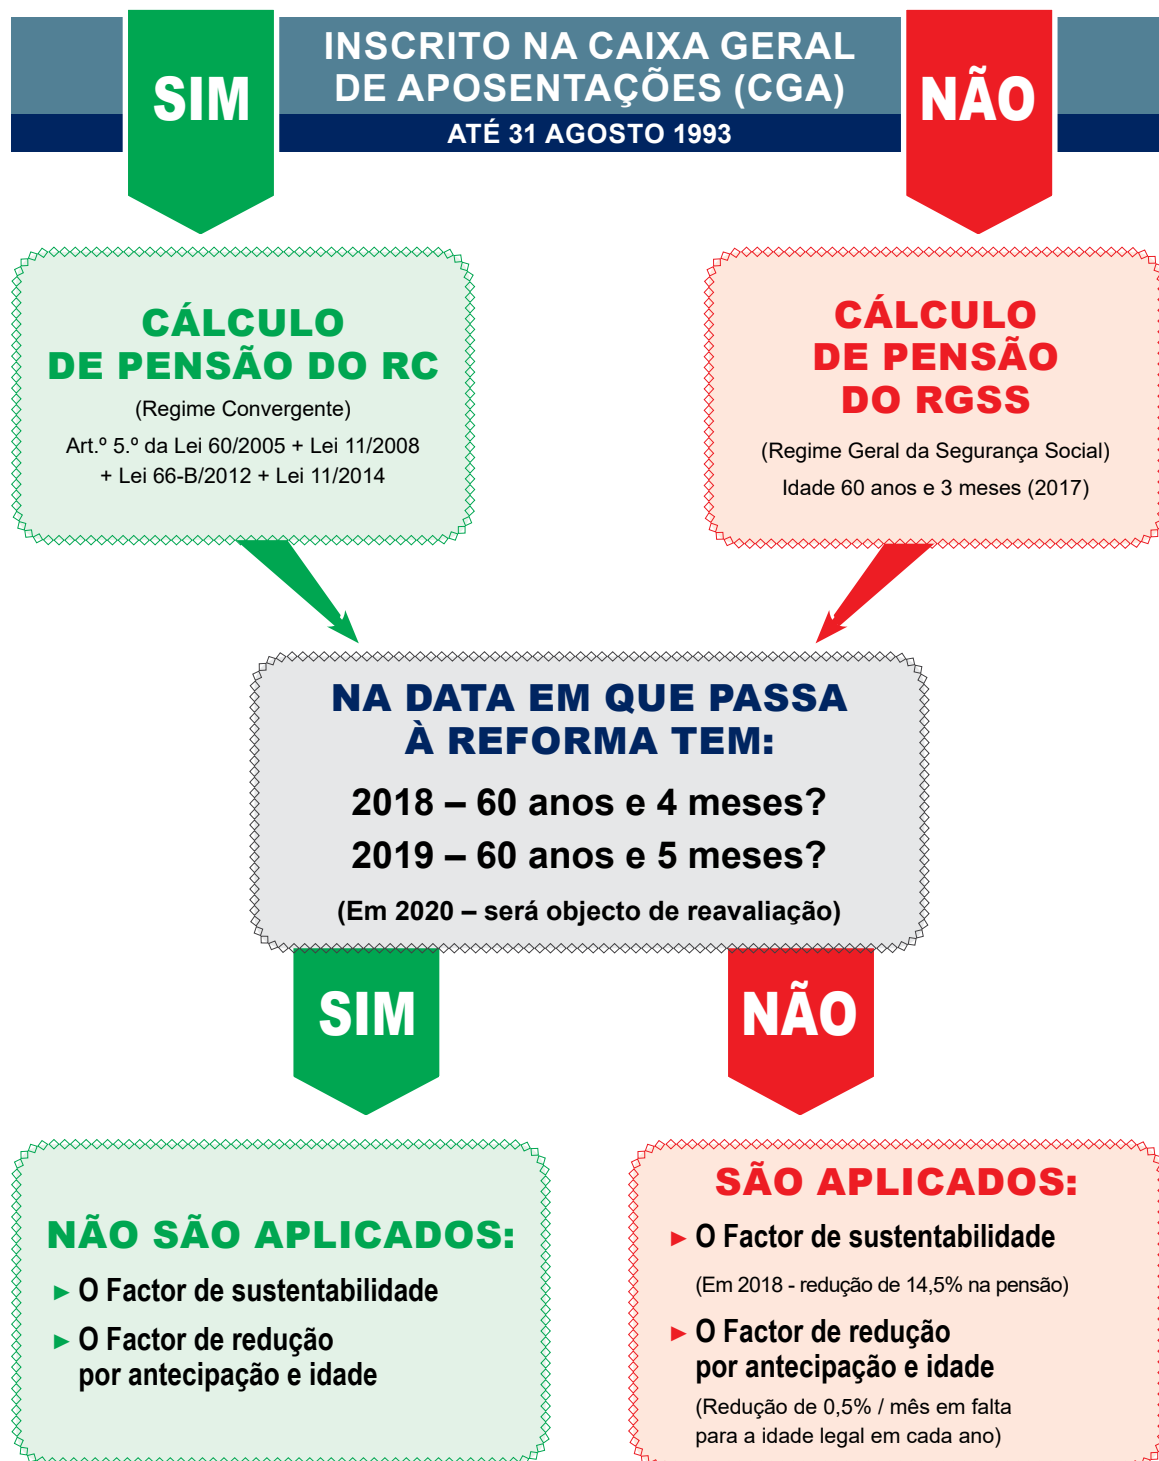 SIM
INSCRITO NA CAIXA GERAL
DE APOSENTAÇÕES (CGA)
ATÉ 31 AGOSTO 1993
NÃO
CÁLCULO
DE PENSÃO DO RC
(Regime Convergente)
Art.º 5.º da Lei 60/2005 + Lei 11/2008
+ Lei 66-B/2012 + Lei 11/2014
CÁLCULO
DE PENSÃO
DO RGSS
(Regime Geral da Segurança Social)
Idade 60 anos e 3 meses (2017)
NA DATA EM QUE PASSA
À REFORMA TEM:
2018 – 60 anos e 4 meses?
2019 – 60 anos e 5 meses?
(Em 2020 – será objecto de reavaliação)
SIM
NÃO
NÃO SÃO APLICADOS:
► O Factor de sustentabilidade
► O Factor de redução
por antecipação e idade
SÃO APLICADOS:
► O Factor de sustentabilidade
(Em 2018 - redução de 14,5% na pensão)
► O Factor de redução
por antecipação e idade
(Redução de 0,5% / mês em falta
para a idade legal em cada ano)